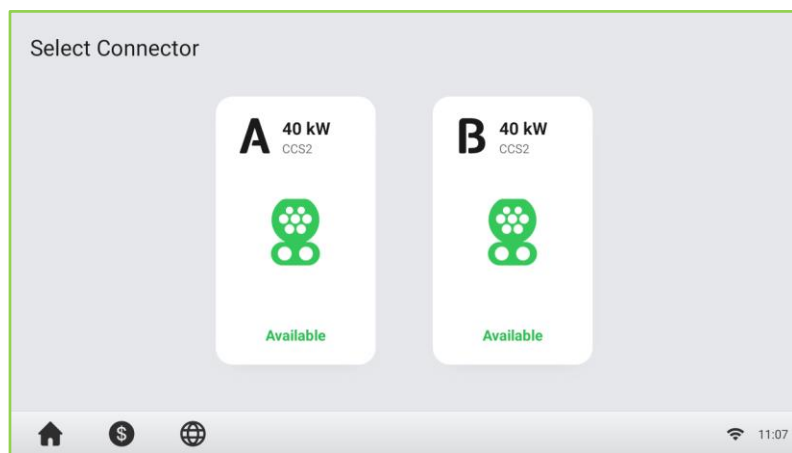 Select Connector
A 40 kW
CCS2
Available
B 40 kW
CCS2
Available
$
11:07